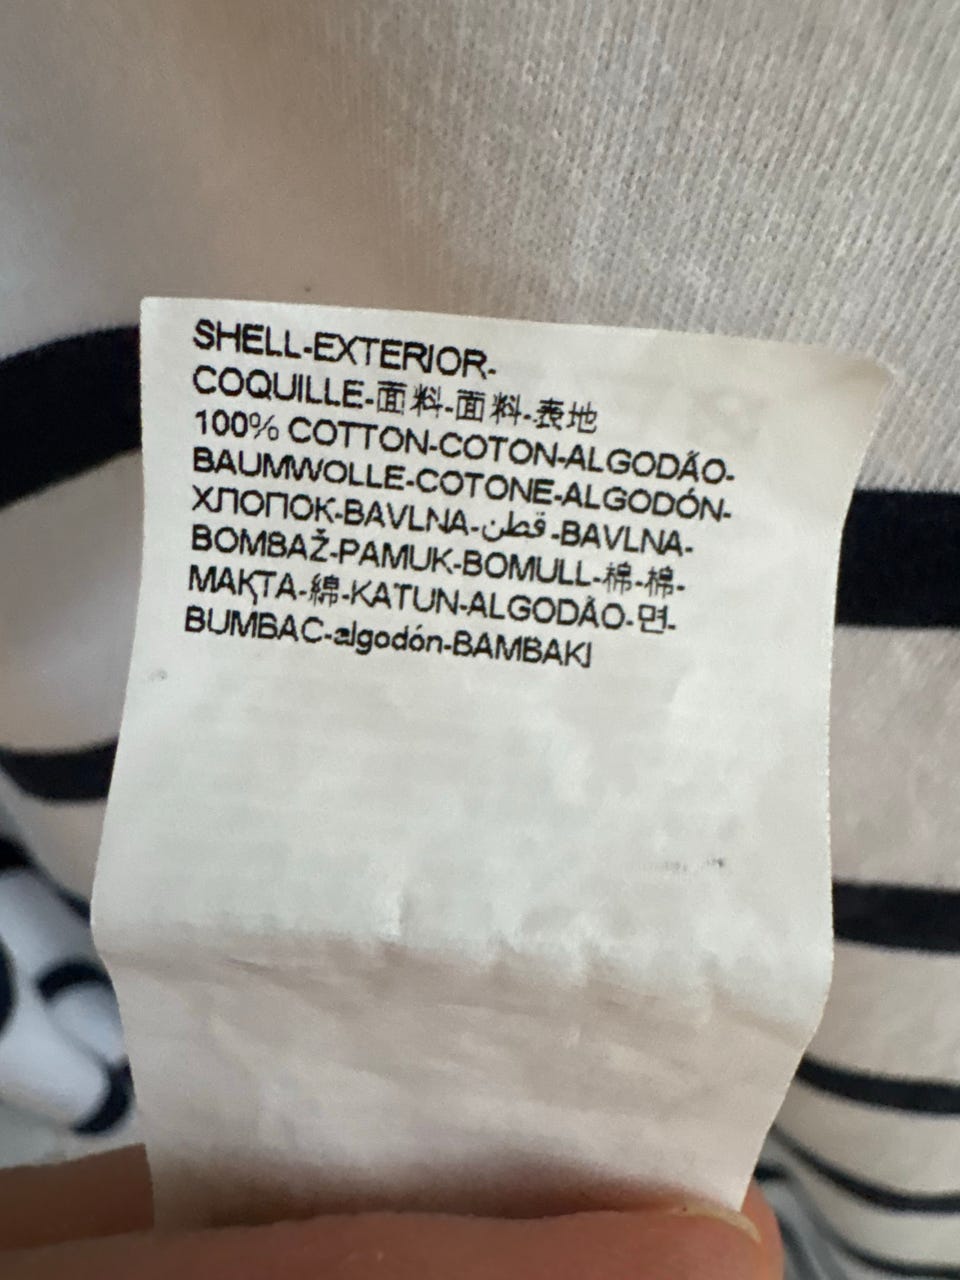 SHELL-EXTERIOR-
COQUILLE-面料-面料-表地
100% COTTON-COTON-ALGODÃO-
BAUMWOLLE-COTONE-ALGODÓN-
ХЛОПОК-BAVLNA-قطن-BAVLNA-
BOMBAŽ-PAMUK-BOMULL-棉-棉-
МАҚТА-綿-KATUN-ALGODÃO-면-
BUMBAC-algodón-BAMBAKI